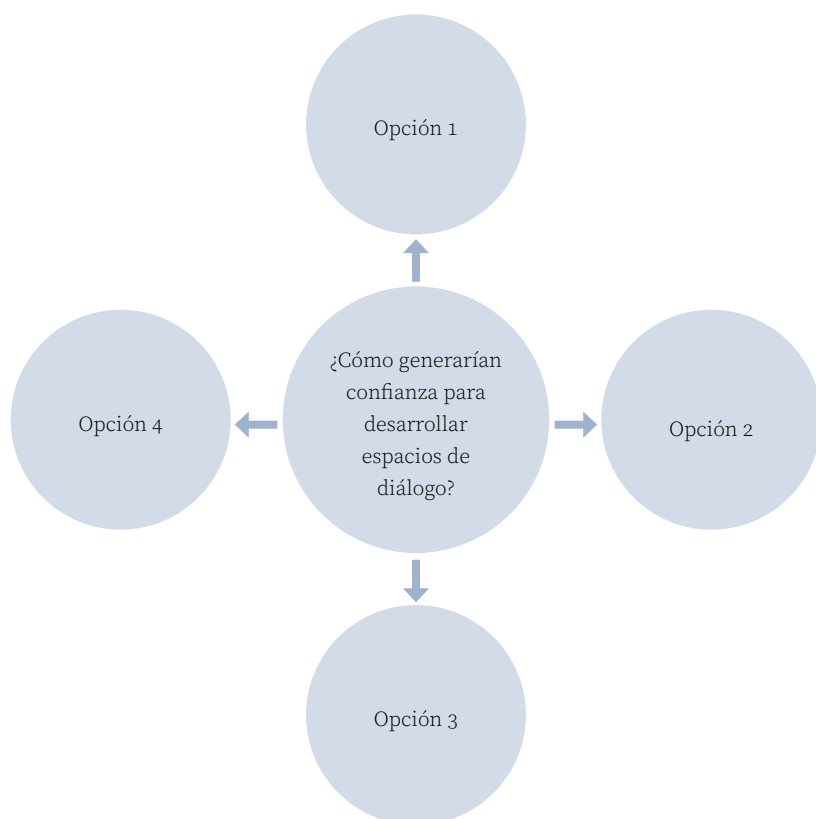 Opción 1
¿Cómo generarían
confianza para
desarrollar
espacios de
diálogo?
Opción 4
Opción 2
Opción 3